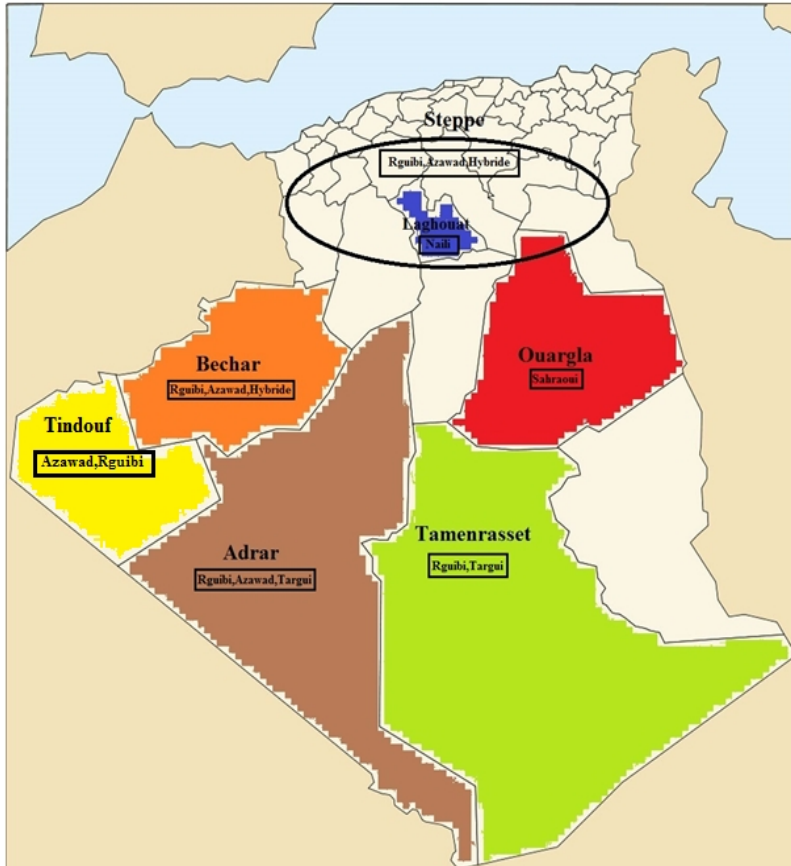 Steppe
Rguibi,Azawad,Hybride
Laghouat
Naili
Bechar
Rguibi,Azawad,Hybride
Ouargla
Sahraoui
Tindouf
Azawad,Rguibi
Adrar
Rguibi,Azawad,Targui
Tamenrasset
Rguibi,Targui